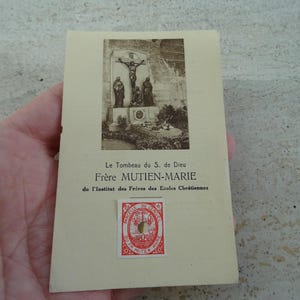 Le Tombeau du S. de Dieu
Frère MUTIEN-MARIE
de l'Institut des Frères des Ecoles Chrétiennes